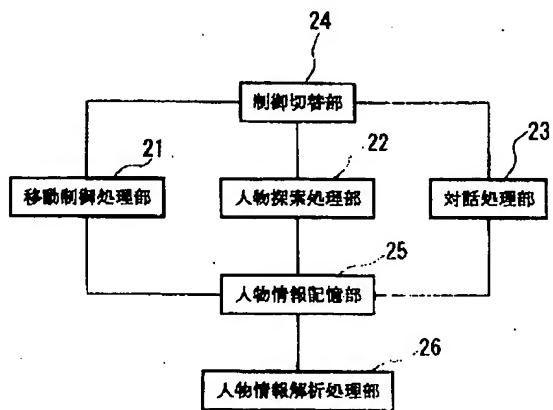 24
制御切替部
21
22
23
移動制御処理部
人物探索処理部
対話処理部
25
人物情報記憶部
26
人物情報解析処理部